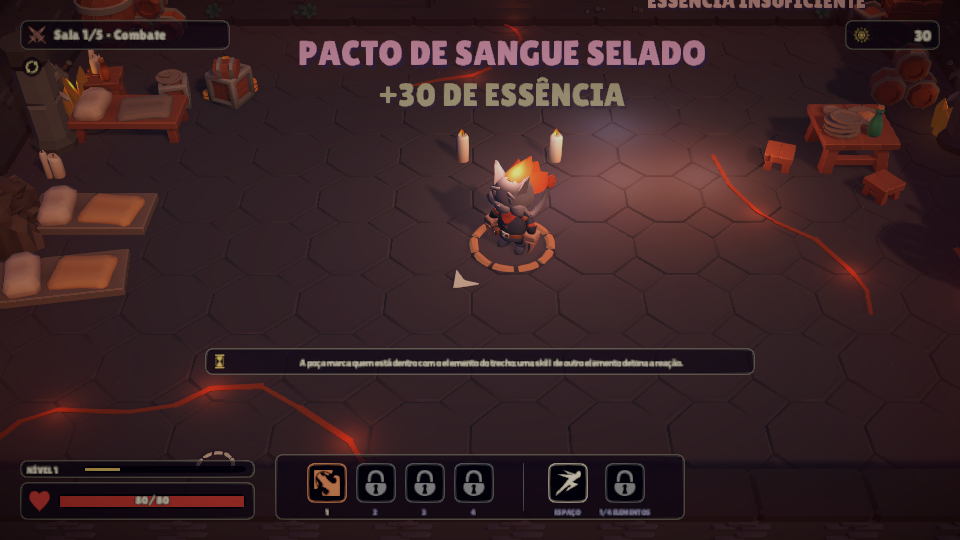 ESSÊNCIA INSUFICIENTE
Sala 1/5 - Combate
30
PACTO DE SANGUE SELADO
+30 DE ESSÊNCIA
A poça marca quem está dentro com o elemento do trecho: uma skill de outro elemento detona a reação.
NÍVEL 1
80/80
1
2
3
4
ESPAÇO
1/4 ELEMENTOS